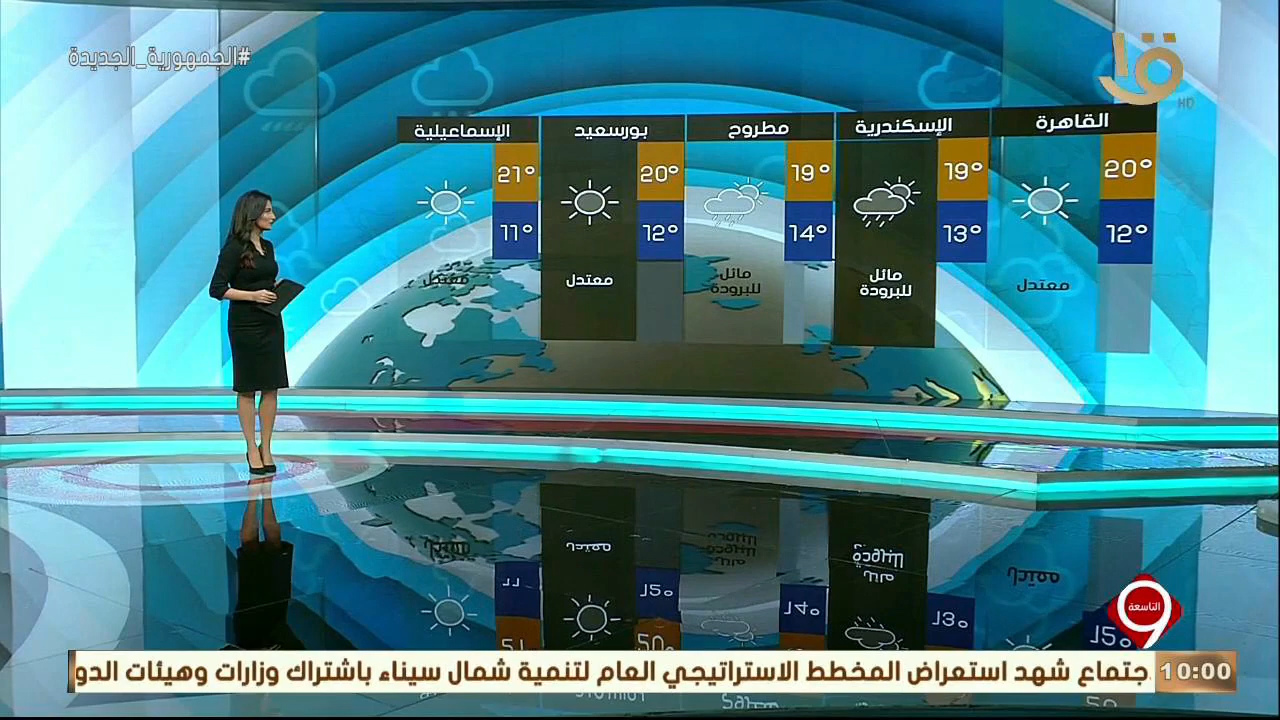 #الجمهورية_الجديدة
HD
القاهرة
20°
12°
معتدل
الإسكندرية
19°
13°
مائل
للبرودة
مطروح
19°
14°
مائل
للبرودة
بورسعيد
20°
12°
معتدل
الإسماعيلية
21°
11°
معتدل
التاسعة
9
10:00
جتماع شهد استعراض المخطط الاستراتيجي العام لتنمية شمال سيناء باشتراك وزارات وهيئات الدو